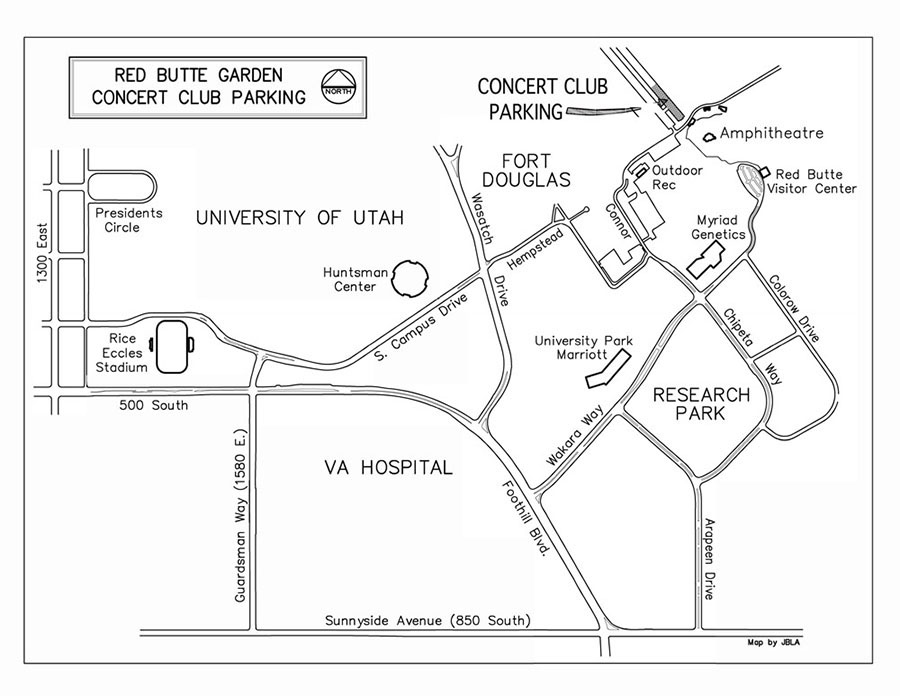 RED BUTTE GARDEN
CONCERT CLUB PARKING
NORTH
CONCERT CLUB
PARKING
Amphitheatre
FORT
DOUGLAS
Outdoor
Rec
Red Butte
Visitor Center
Presidents
Circle
UNIVERSITY OF UTAH
Wasatch
Drive
Connor
Myriad
Genetics
1300 East
Hempstead
Huntsman
Center
S. Campus Drive
Colorow Drive
Chipeta
Way
Rice
Eccles
Stadium
University Park
Marriott
RESEARCH
PARK
500 South
Wakara Way
VA HOSPITAL
Guardsman Way (1580 E.)
Foothill Blvd.
Arapeen Drive
Sunnyside Avenue (850 South)
Map by JBLA